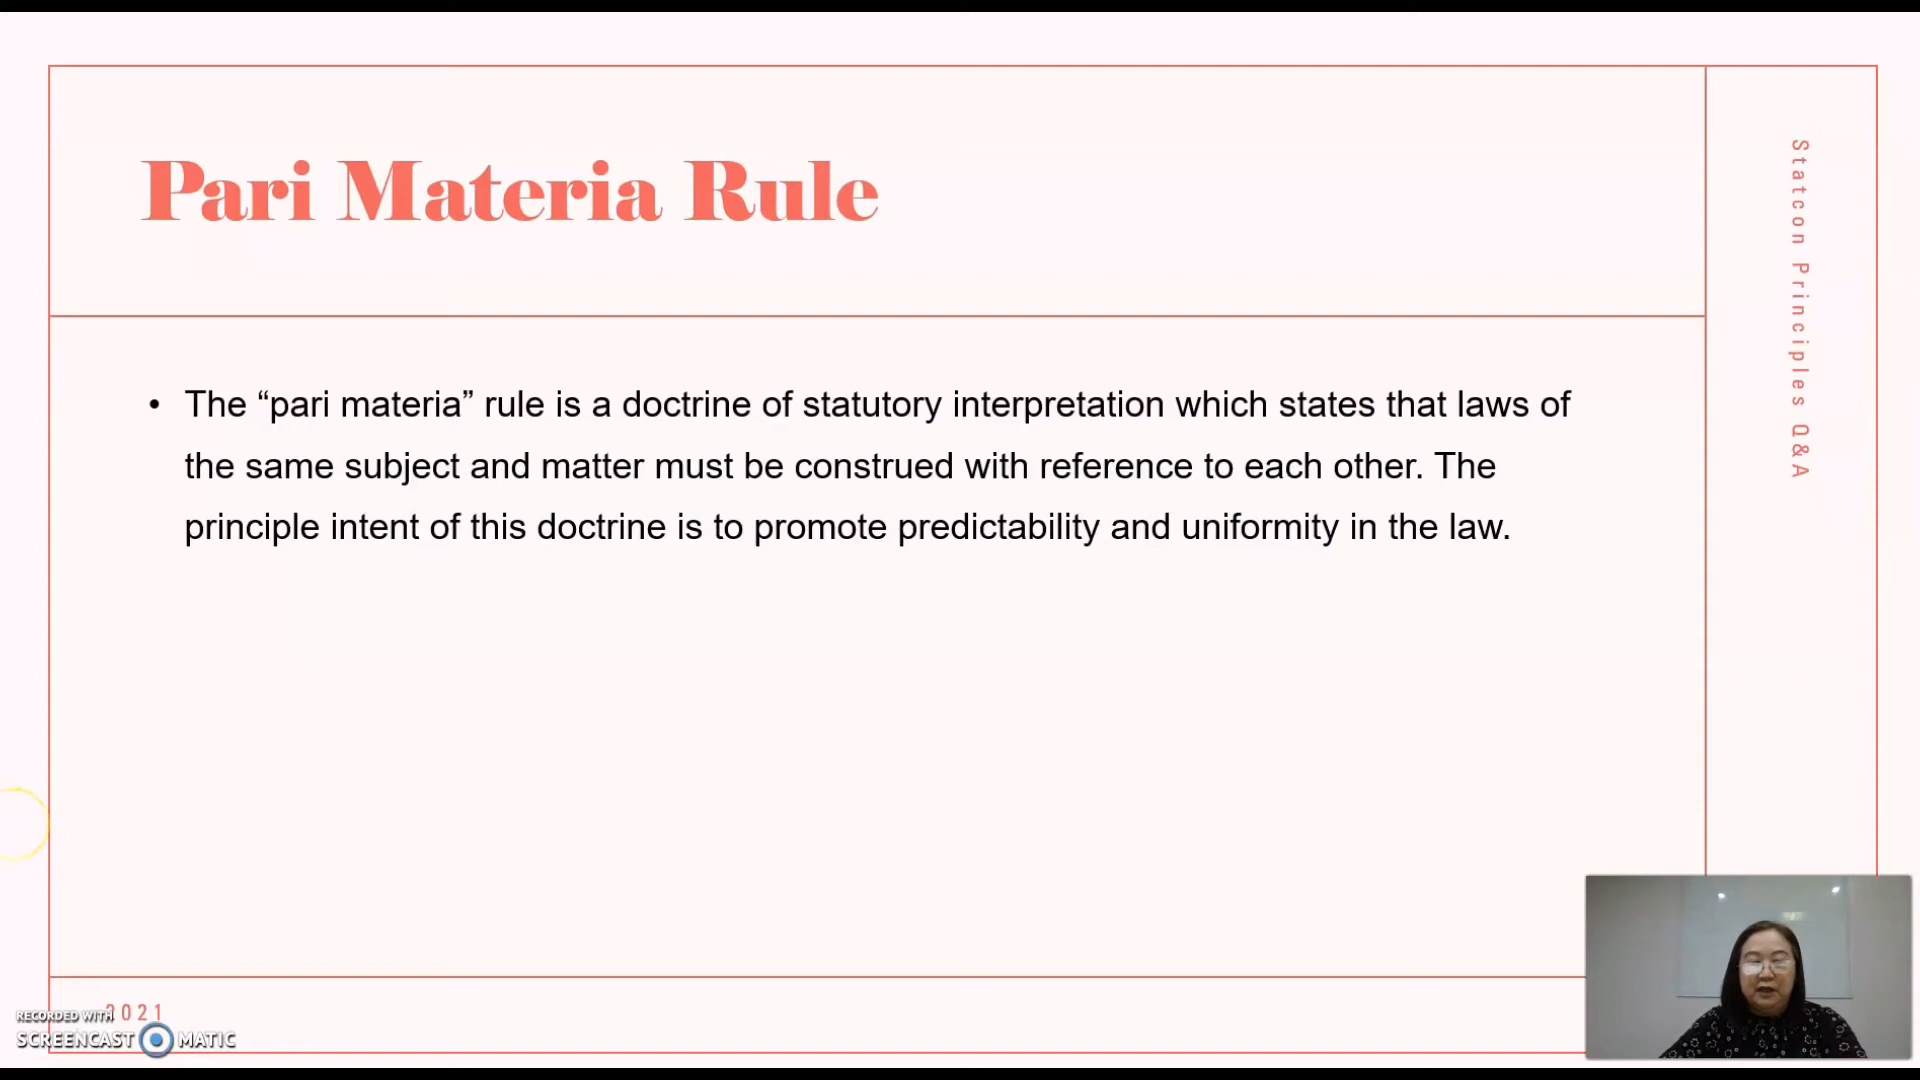 Pari Materia Rule
• The “pari materia” rule is a doctrine of statutory interpretation which states that laws of
the same subject and matter must be construed with reference to each other. The
principle intent of this doctrine is to promote predictability and uniformity in the law.
Statcon Principles Q&A
2021
RECORDED WITH
SCREENCAST MATIC